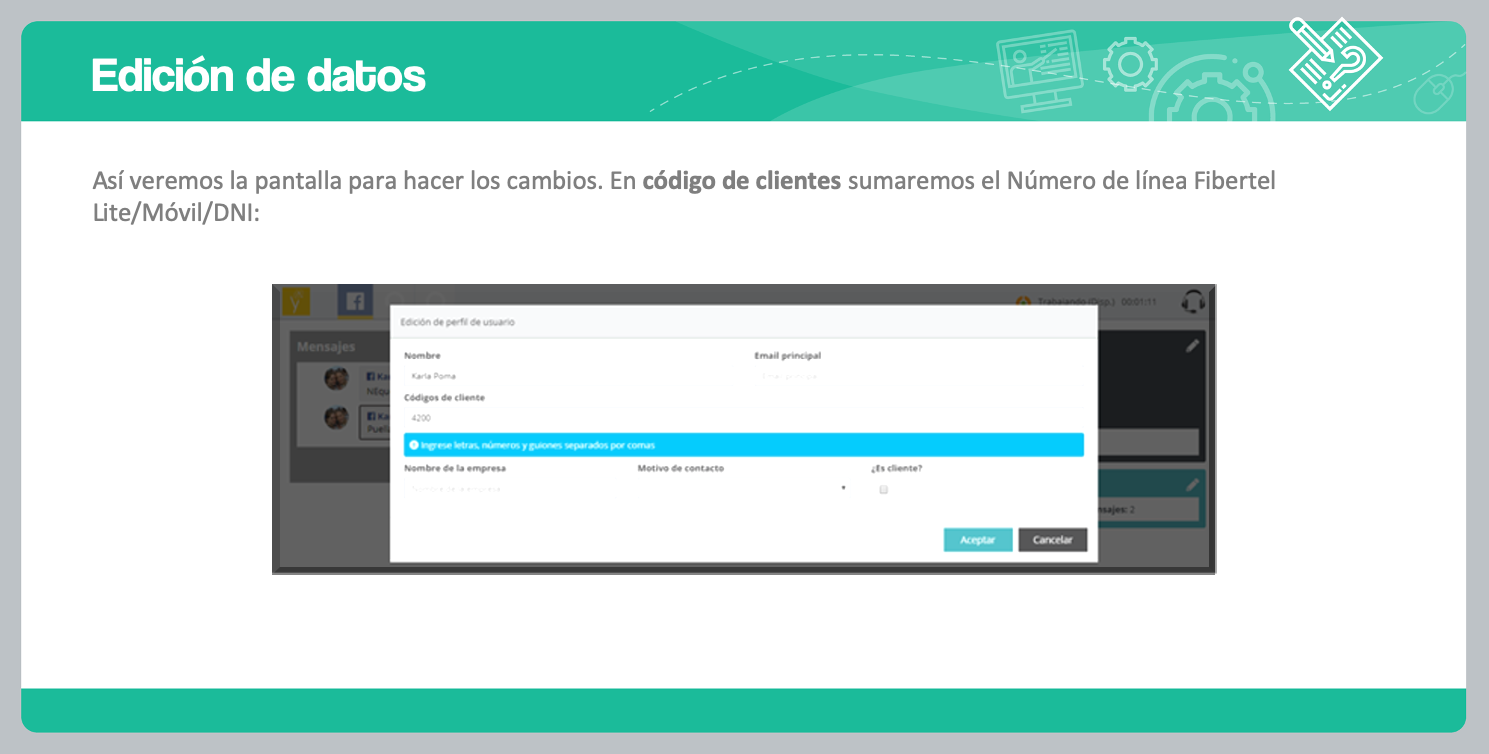 Edición de datos
Así veremos la pantalla para hacer los cambios. En código de clientes sumaremos el Número de línea Fibertel
Lite/Móvil/DNI:
Trabajando (Disp.) 00:01:11
Edición de perfil de usuario
Mensajes
Nombre Email principal
Karla Poma
Códigos de cliente
4200
Ingrese letras, números y guiones separados por comas
Nombre de la empresa Motivo de contacto ¿Es cliente?
nsajes: 2
Aceptar Cancelar